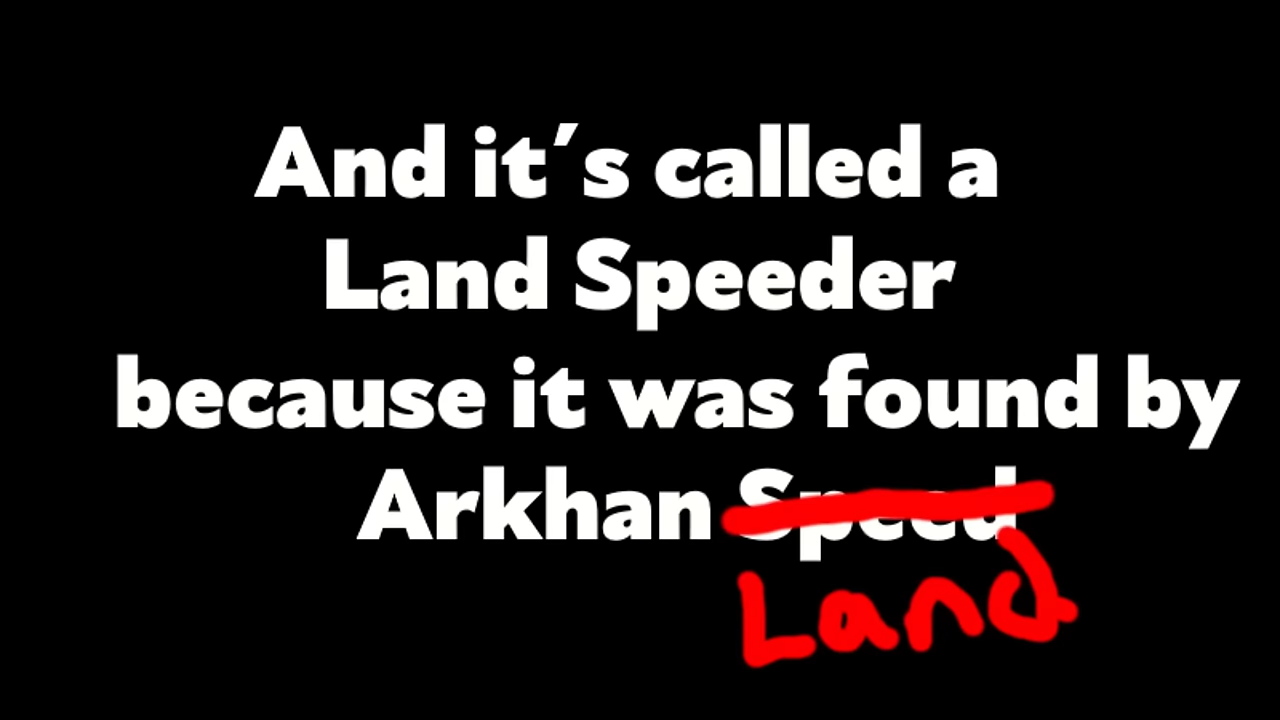 And it's called a
Land Speeder
because it was found by
Arkhan Speed
Land